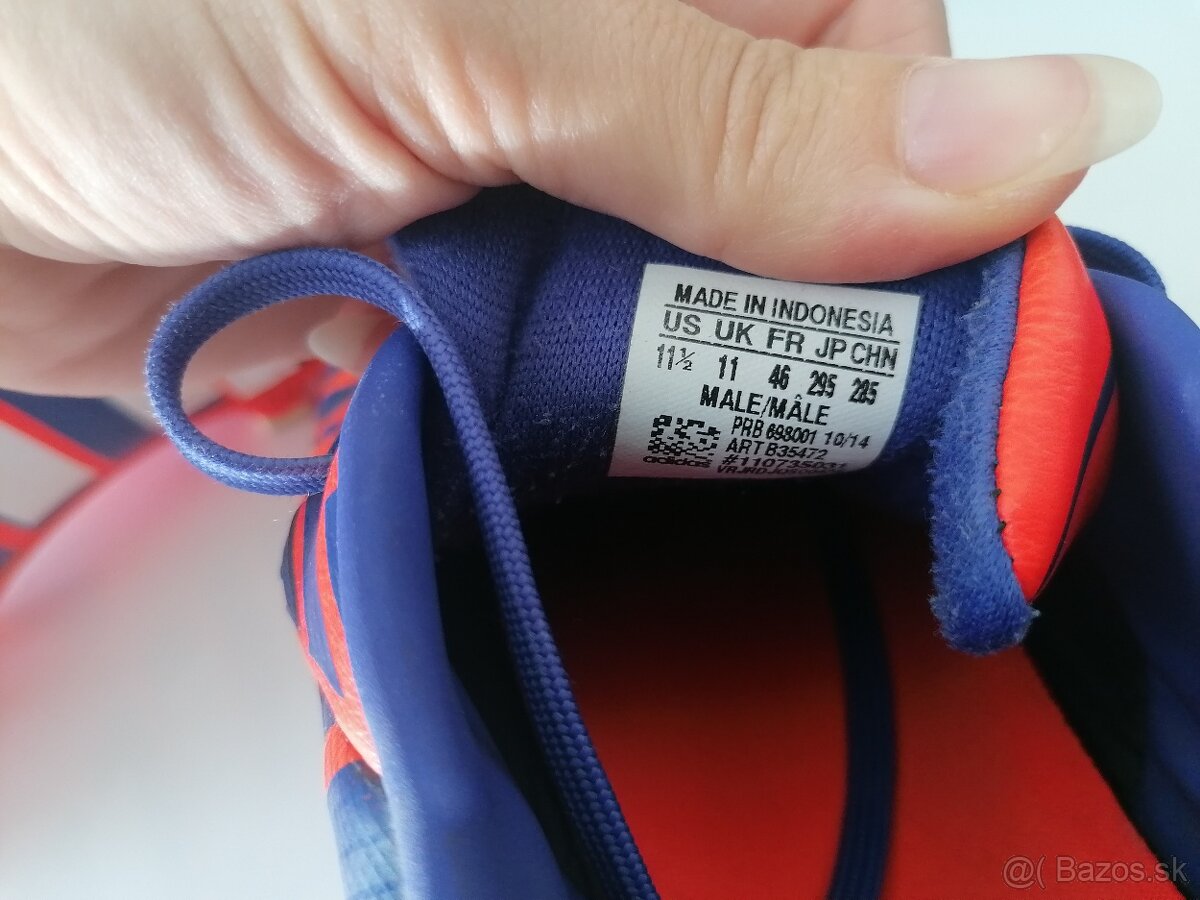 MADE IN INDONESIA
US UK FR JP CHN
11½ 11 46 295 285
MALE/MÂLE
PRB 698001 10/14
ART B35472
adidas #110735031
@( Bazos.sk